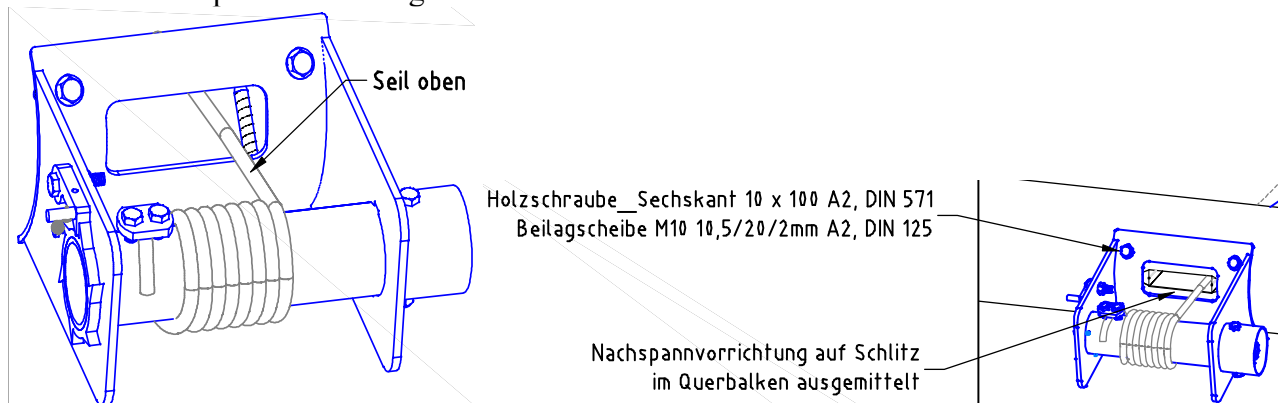 Seil oben
Holzschraube_Sechskant 10 x 100 A2, DIN 571
Beilagscheibe M10 10,5/20/2mm A2, DIN 125
Nachspannvorrichtung auf Schlitz
im Querbalken ausgemittelt